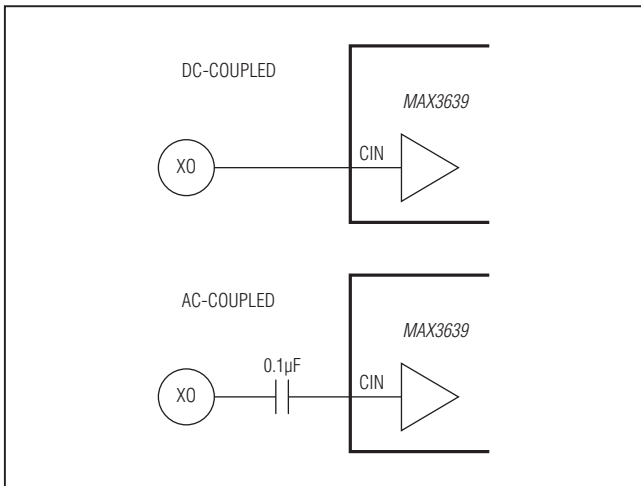 DC-COUPLED
MAX3639
XO
CIN
AC-COUPLED
MAX3639
0.1µF
XO
CIN